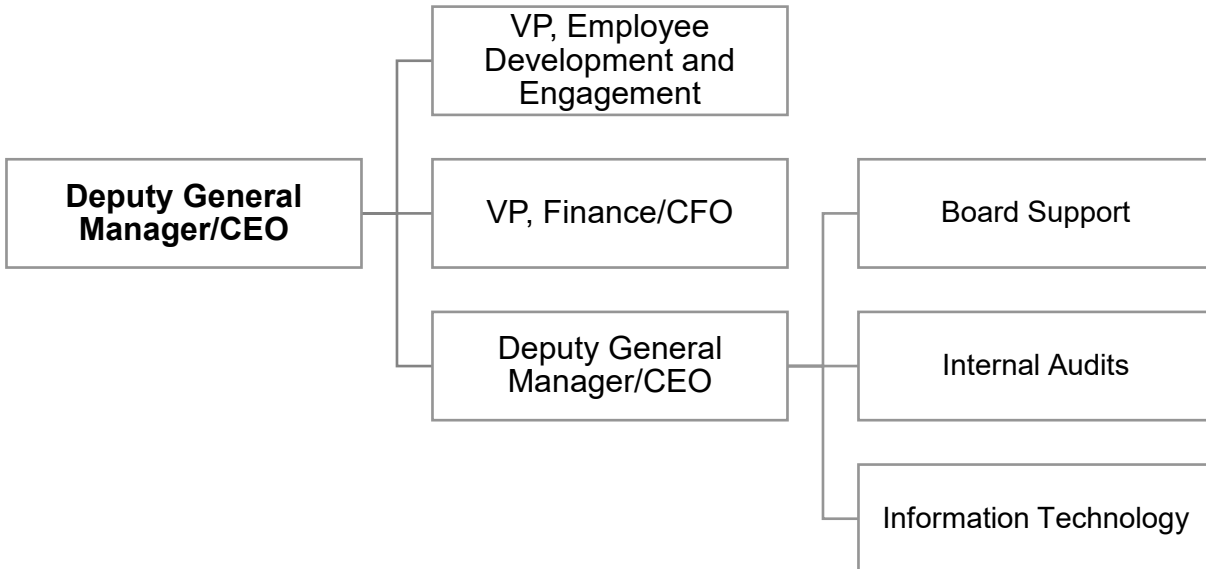 VP, Employee
Development and
Engagement
Deputy General
Manager/CEO
VP, Finance/CFO
Board Support
Deputy General
Manager/CEO
Internal Audits
Information Technology